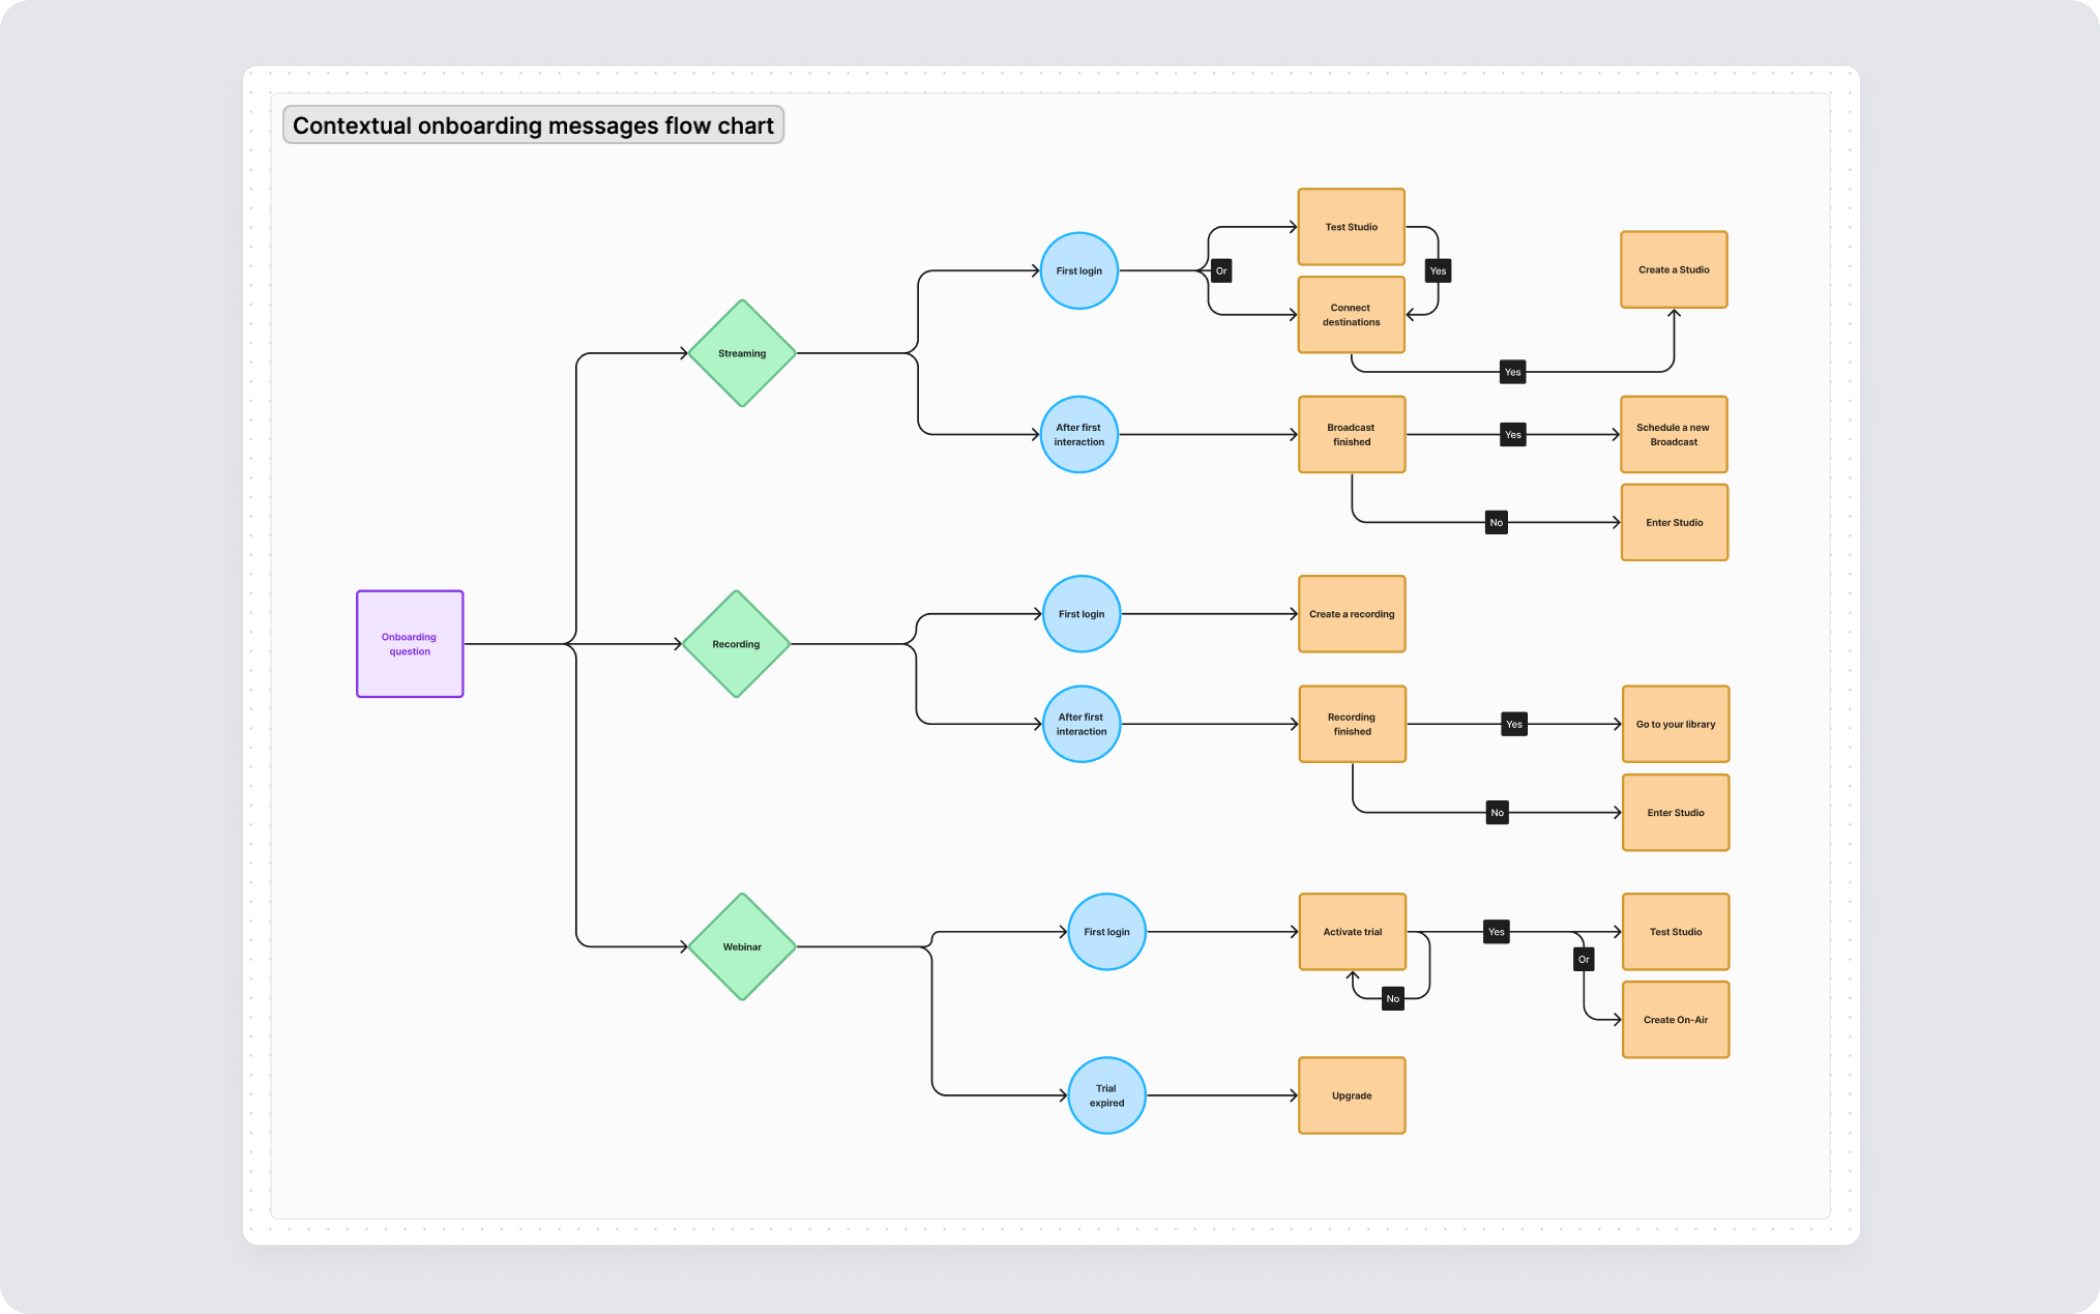 Contextual onboarding messages flow chart
Onboarding
question
Streaming
First login
Or
Test Studio
Yes
Connect
destinations
Yes
Create a Studio
After first
interaction
Broadcast
finished
Yes
Schedule a new
Broadcast
No
Enter Studio
Recording
First login
Create a recording
After first
interaction
Recording
finished
Yes
Go to your library
No
Enter Studio
Webinar
First login
Activate trial
Yes
Test Studio
Or
No
Create On-Air
Trial
expired
Upgrade